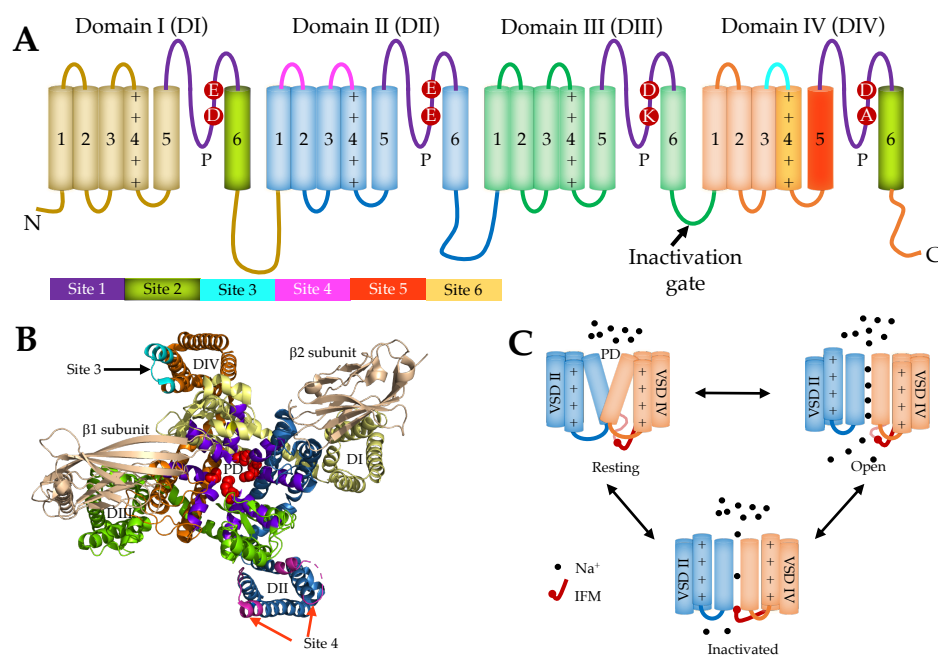 A
Domain I (DI) Domain II (DII) Domain III (DIII) Domain IV (DIV)
E E D D
D E K A
1 2 3 +4 + + + 5 6 1 2 3 +4 + + + 5 6 1 2 3 +4 + + + 5 6 1 2 3 +4 + + + 5 6
P P P P
N
C
Inactivation
gate
Site 1 Site 2 Site 3 Site 4 Site 5 Site 6
B
DIV
Site 3
β2 subunit
β1 subunit
DI
PD
DIII
DII
Site 4
C
PD
VSD II + + + + + + + + VSD IV
Resting
VSD II + + + + + + + + VSD IV
Open
VSD II + + + + + + + + VSD IV
Inactivated
Na⁺
IFM